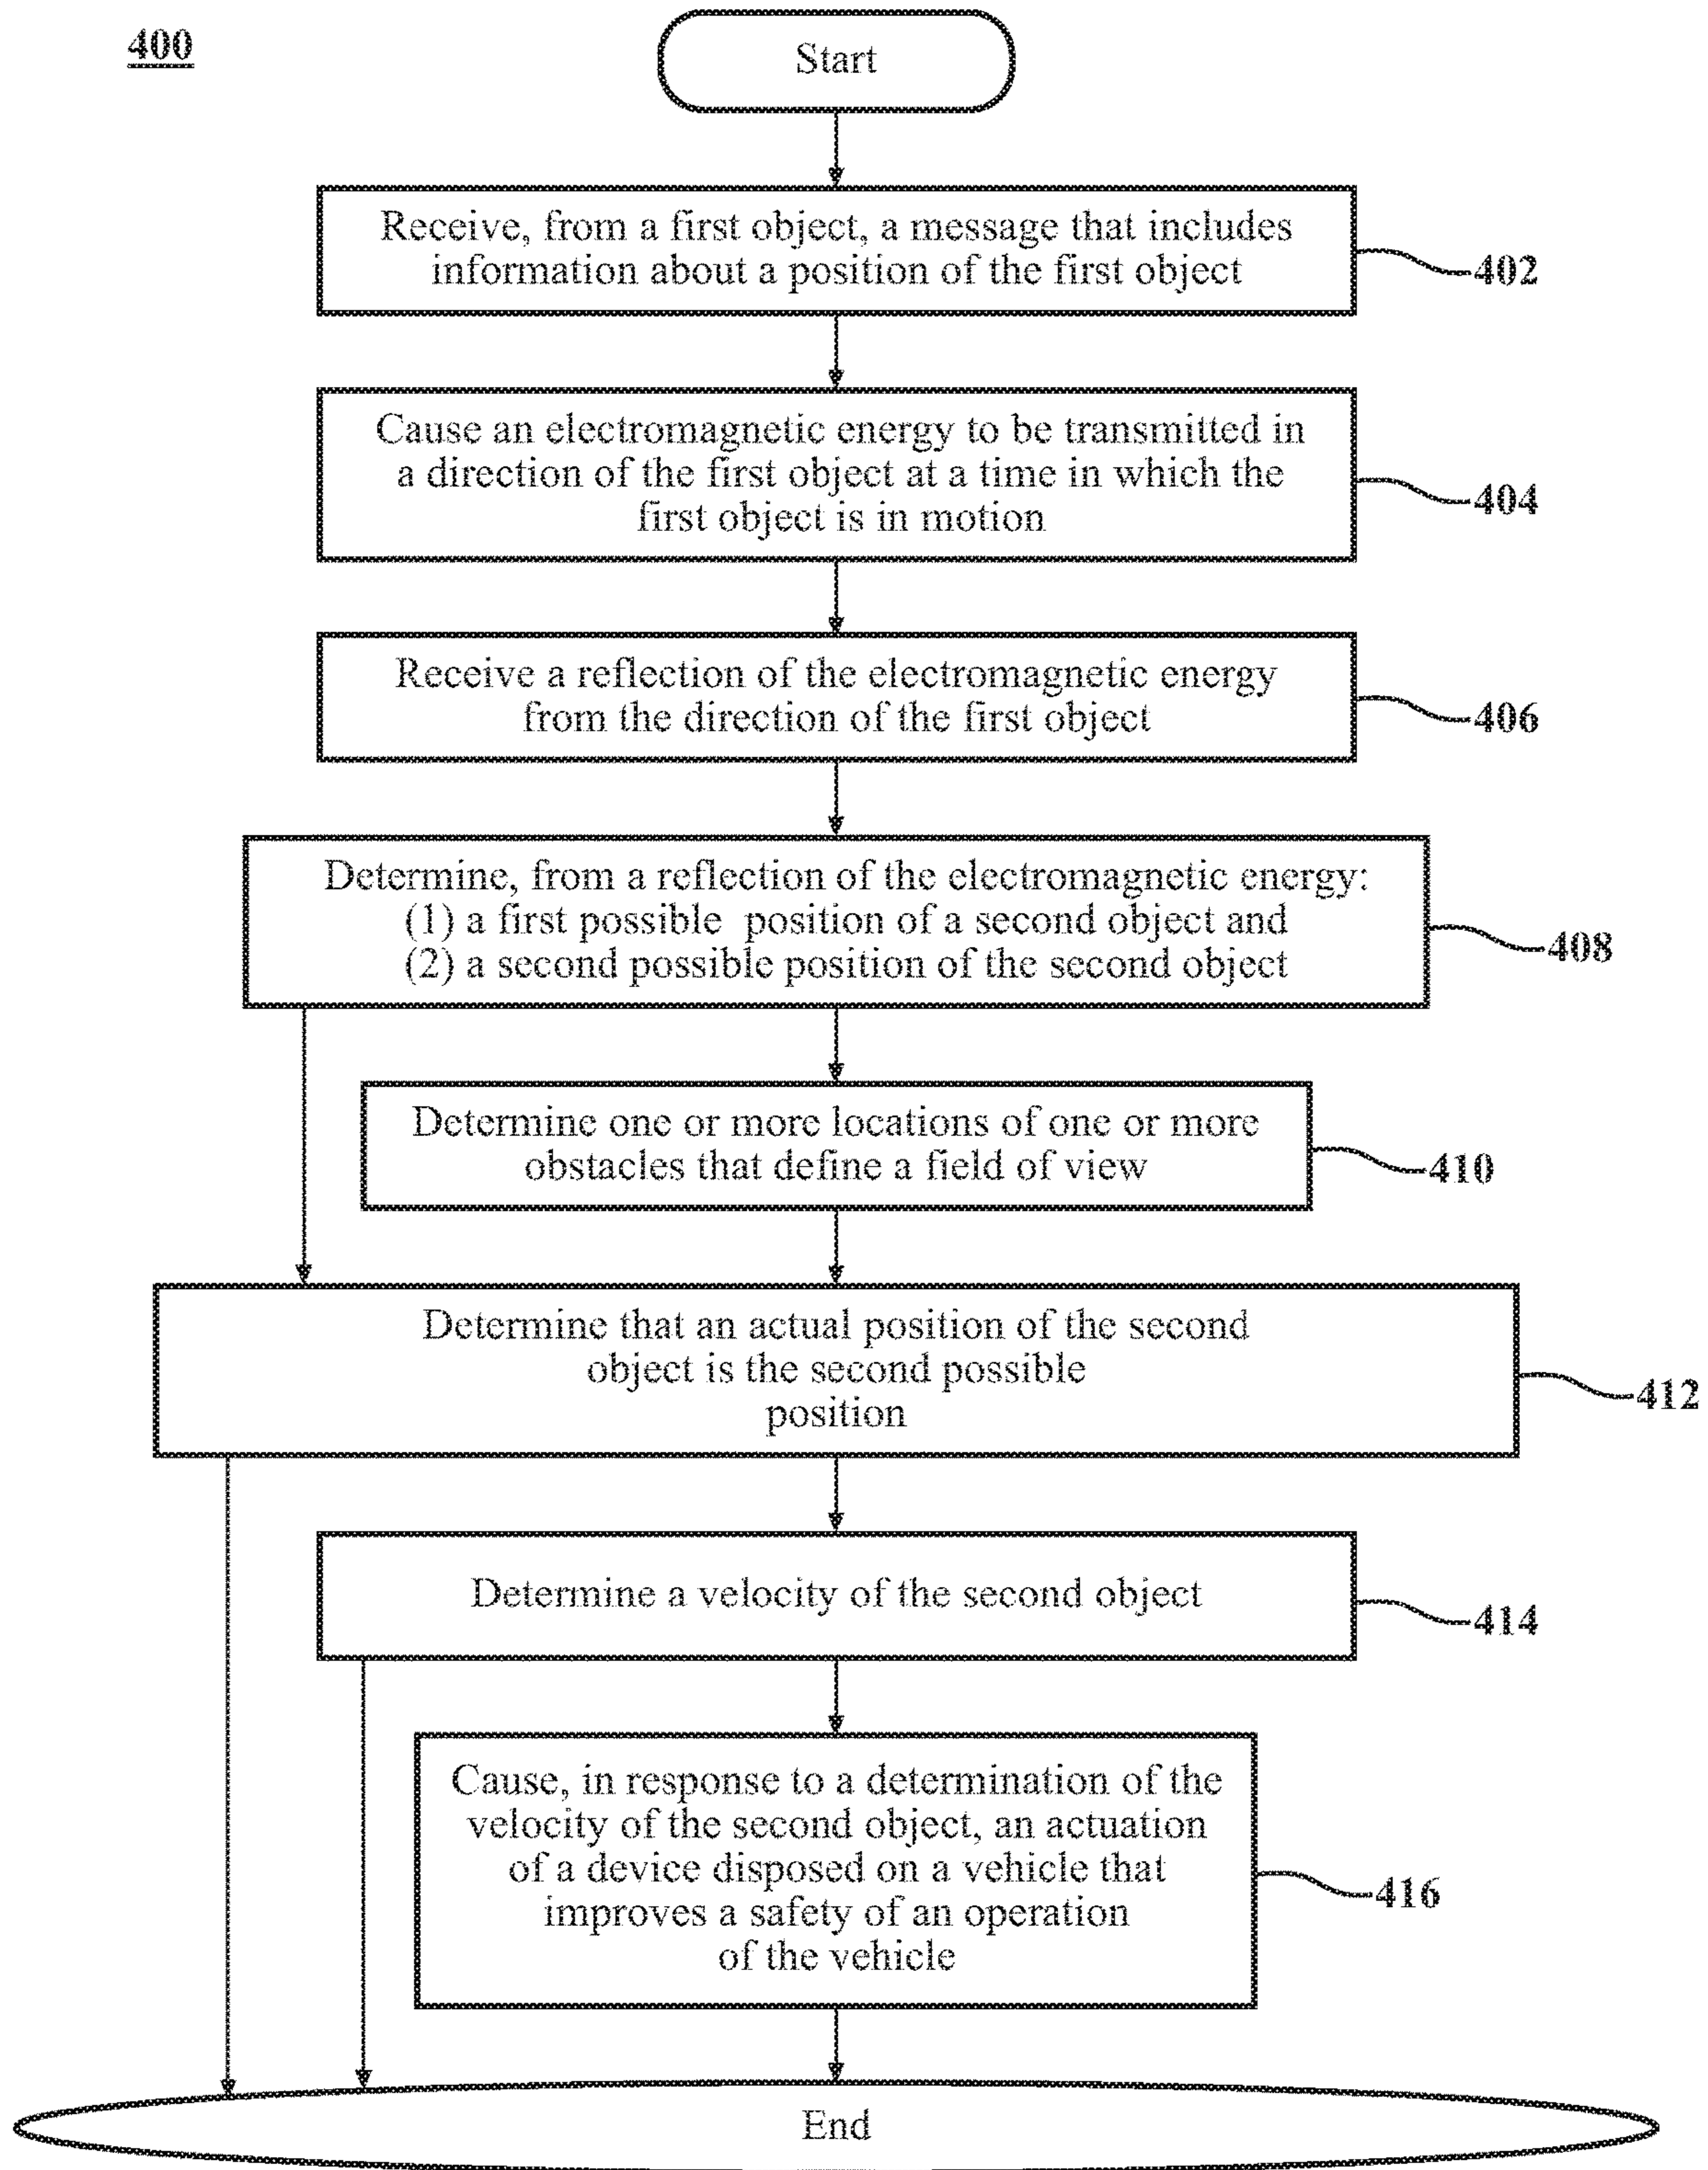 400
Start
Receive, from a first object, a message that includes
information about a position of the first object
402
Cause an electromagnetic energy to be transmitted in
a direction of the first object at a time in which the
first object is in motion
404
Receive a reflection of the electromagnetic energy
from the direction of the first object
406
Determine, from a reflection of the electromagnetic energy:
(1) a first possible position of a second object and
(2) a second possible position of the second object
408
Determine one or more locations of one or more
obstacles that define a field of view
410
Determine that an actual position of the second
object is the second possible
position
412
Determine a velocity of the second object
414
Cause, in response to a determination of the
velocity of the second object, an actuation
of a device disposed on a vehicle that
improves a safety of an operation
of the vehicle
416
End